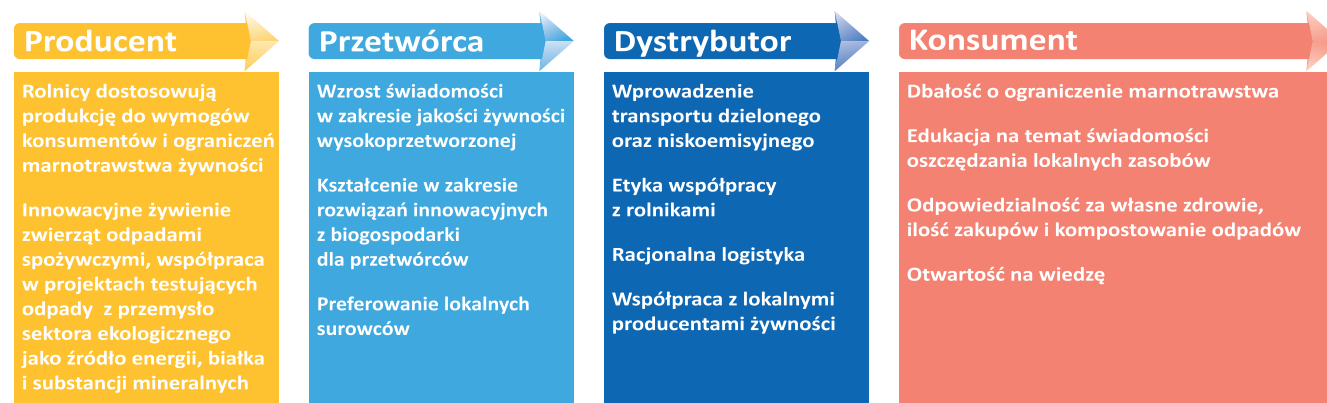 Producent
Rolnicy dostosowują
produkcję do wymogów
konsumentów i ograniczeń
marnotrawstwa żywności
Innowacyjne żywienie
zwierząt odpadami
spożywczymi, współpraca
w projektach testujących
odpady z przemysło
sektora ekologicznego
jako źródło energii, białka
i substancji mineralnych
Przetwórca
Wzrost świadomości
w zakresie jakości żywności
wysokoprzetworzonej
Kształcenie w zakresie
rozwiązań innowacyjnych
z biogospodarki
dla przetwórców
Preferowanie lokalnych
surowców
Dystrybutor
Wprowadzenie
transportu dzielonego
oraz niskoemisyjnego
Etyka współpracy
z rolnikami
Racjonalna logistyka
Współpraca z lokalnymi
producentami żywności
Konsument
Dbałość o ograniczenie marnotrawstwa
Edukacja na temat świadomości
oszczędzania lokalnych zasobów
Odpowiedzialność za własne zdrowie,
ilość zakupów i kompostowanie odpadów
Otwartość na wiedzę